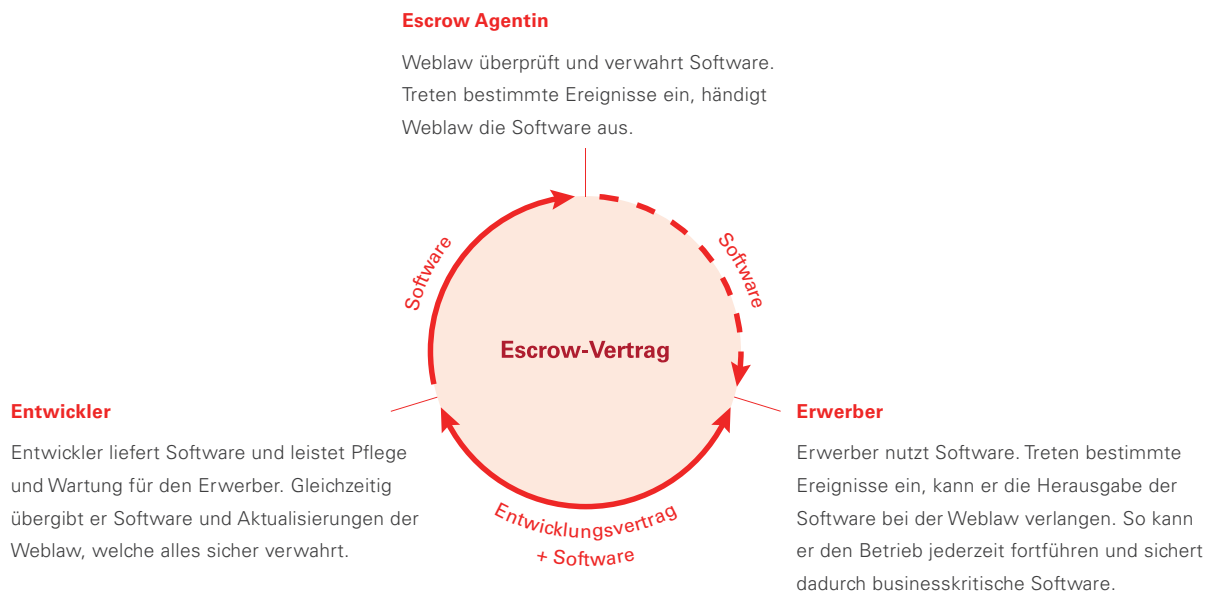 Escrow Agentin
Weblaw überprüft und verwahrt Software.
Treten bestimmte Ereignisse ein, händigt
Weblaw die Software aus.
Software
Software
Escrow-Vertrag
Entwickler
Entwickler liefert Software und leistet Pflege
und Wartung für den Erwerber. Gleichzeitig
übergibt er Software und Aktualisierungen der
Weblaw, welche alles sicher verwahrt.
Entwicklungsvertrag
+ Software
Erwerber
Erwerber nutzt Software. Treten bestimmte
Ereignisse ein, kann er die Herausgabe der
Software bei der Weblaw verlangen. So kann
er den Betrieb jederzeit fortführen und sichert
dadurch businesskritische Software.